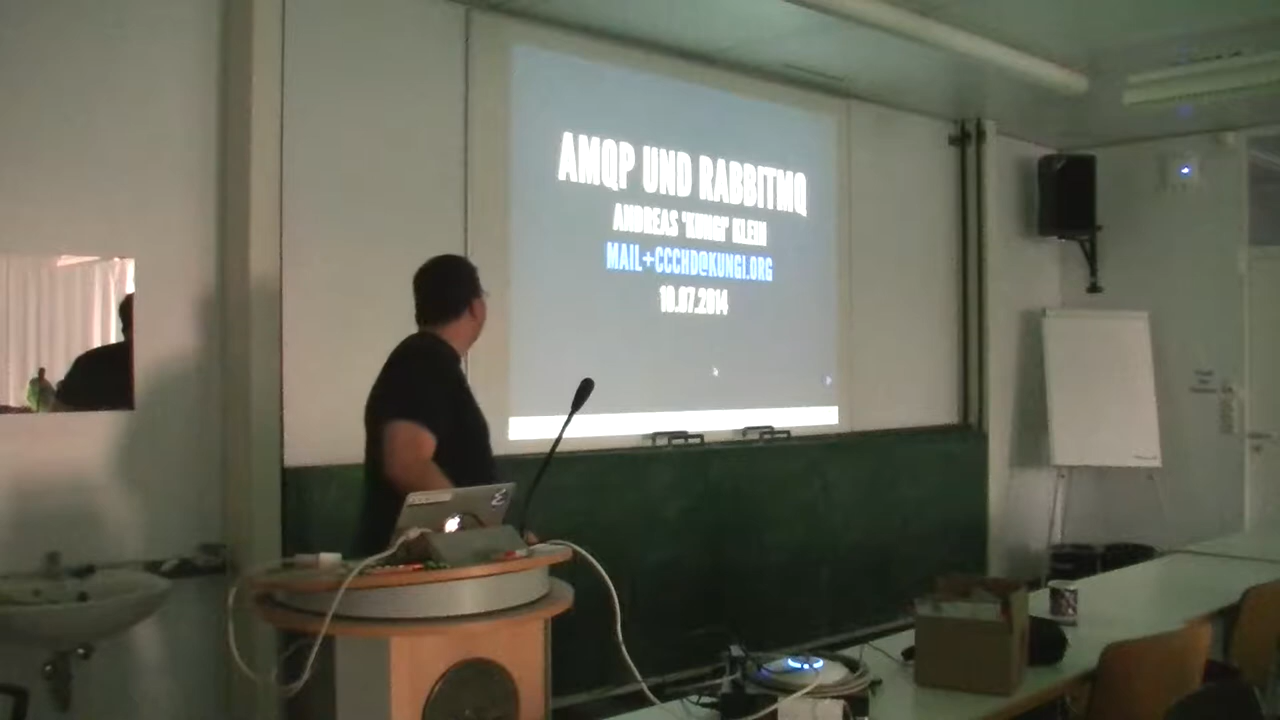 AMQP UND RABBITMQ
ANDREAS 'KUNGI' KLEIN
MAIL+CCCHD@KUNGI.ORG
10.07.2014